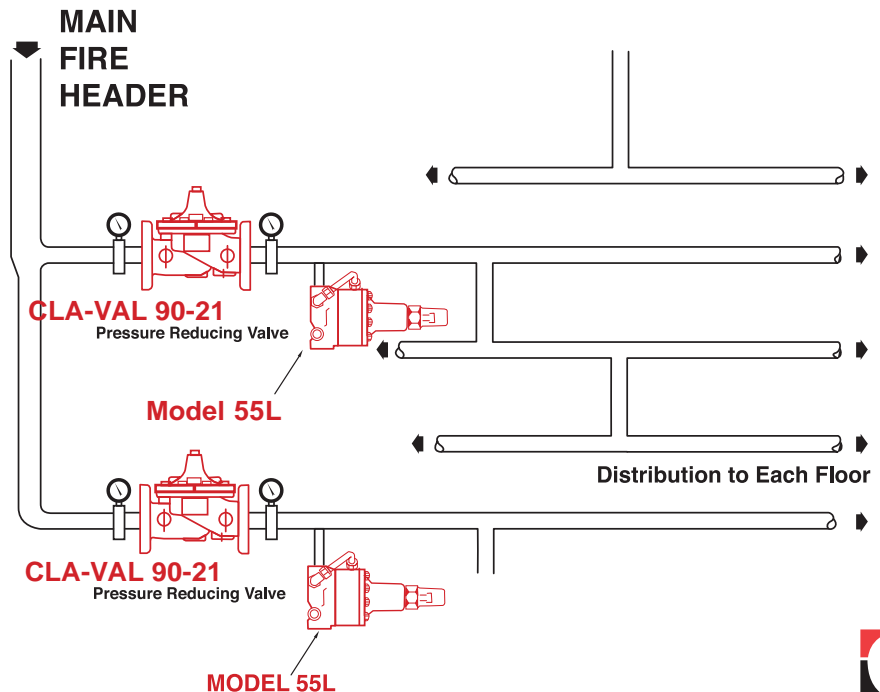 MAIN
FIRE
HEADER
CLA-VAL 90-21
Pressure Reducing Valve
Model 55L
Distribution to Each Floor
CLA-VAL 90-21
Pressure Reducing Valve
MODEL 55L